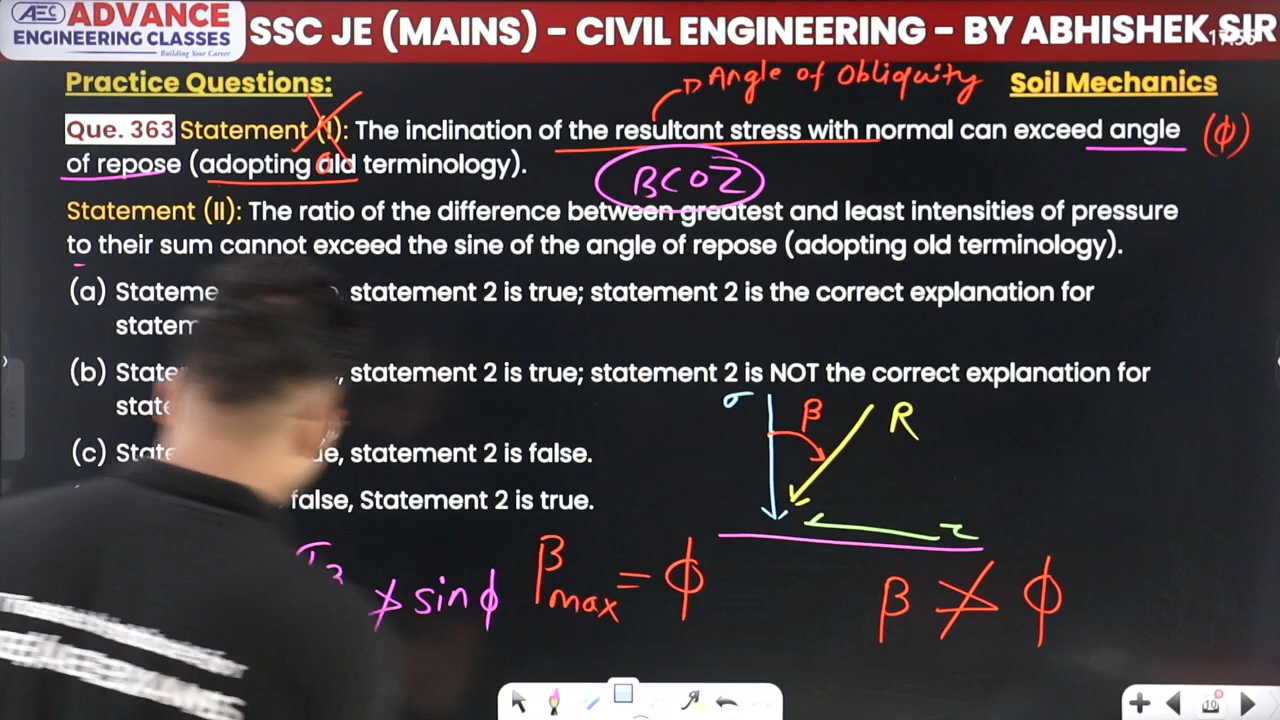 AEC ADVANCE
ENGINEERING CLASSES
Building Your Career
SSC JE (MAINS) - CIVIL ENGINEERING - BY ABHISHEK SIR
Practice Questions:
Angle of Obliquity
Soil Mechanics
Que. 363 Statement (I): The inclination of the resultant stress with normal can exceed angle (ϕ)
of repose (adopting old terminology).
Statement (II): The ratio of the difference between greatest and least intensities of pressure
to their sum cannot exceed the sine of the angle of repose (adopting old terminology).
(a) Stateme statement 2 is true; statement 2 is the correct explanation for
statem
(b) State statement 2 is true; statement 2 is NOT the correct explanation for
state
σ β R
(c) State statement 2 is false.
false, Statement 2 is true.
τ
≯ sin ϕ
β max = ϕ
β ≯ ϕ